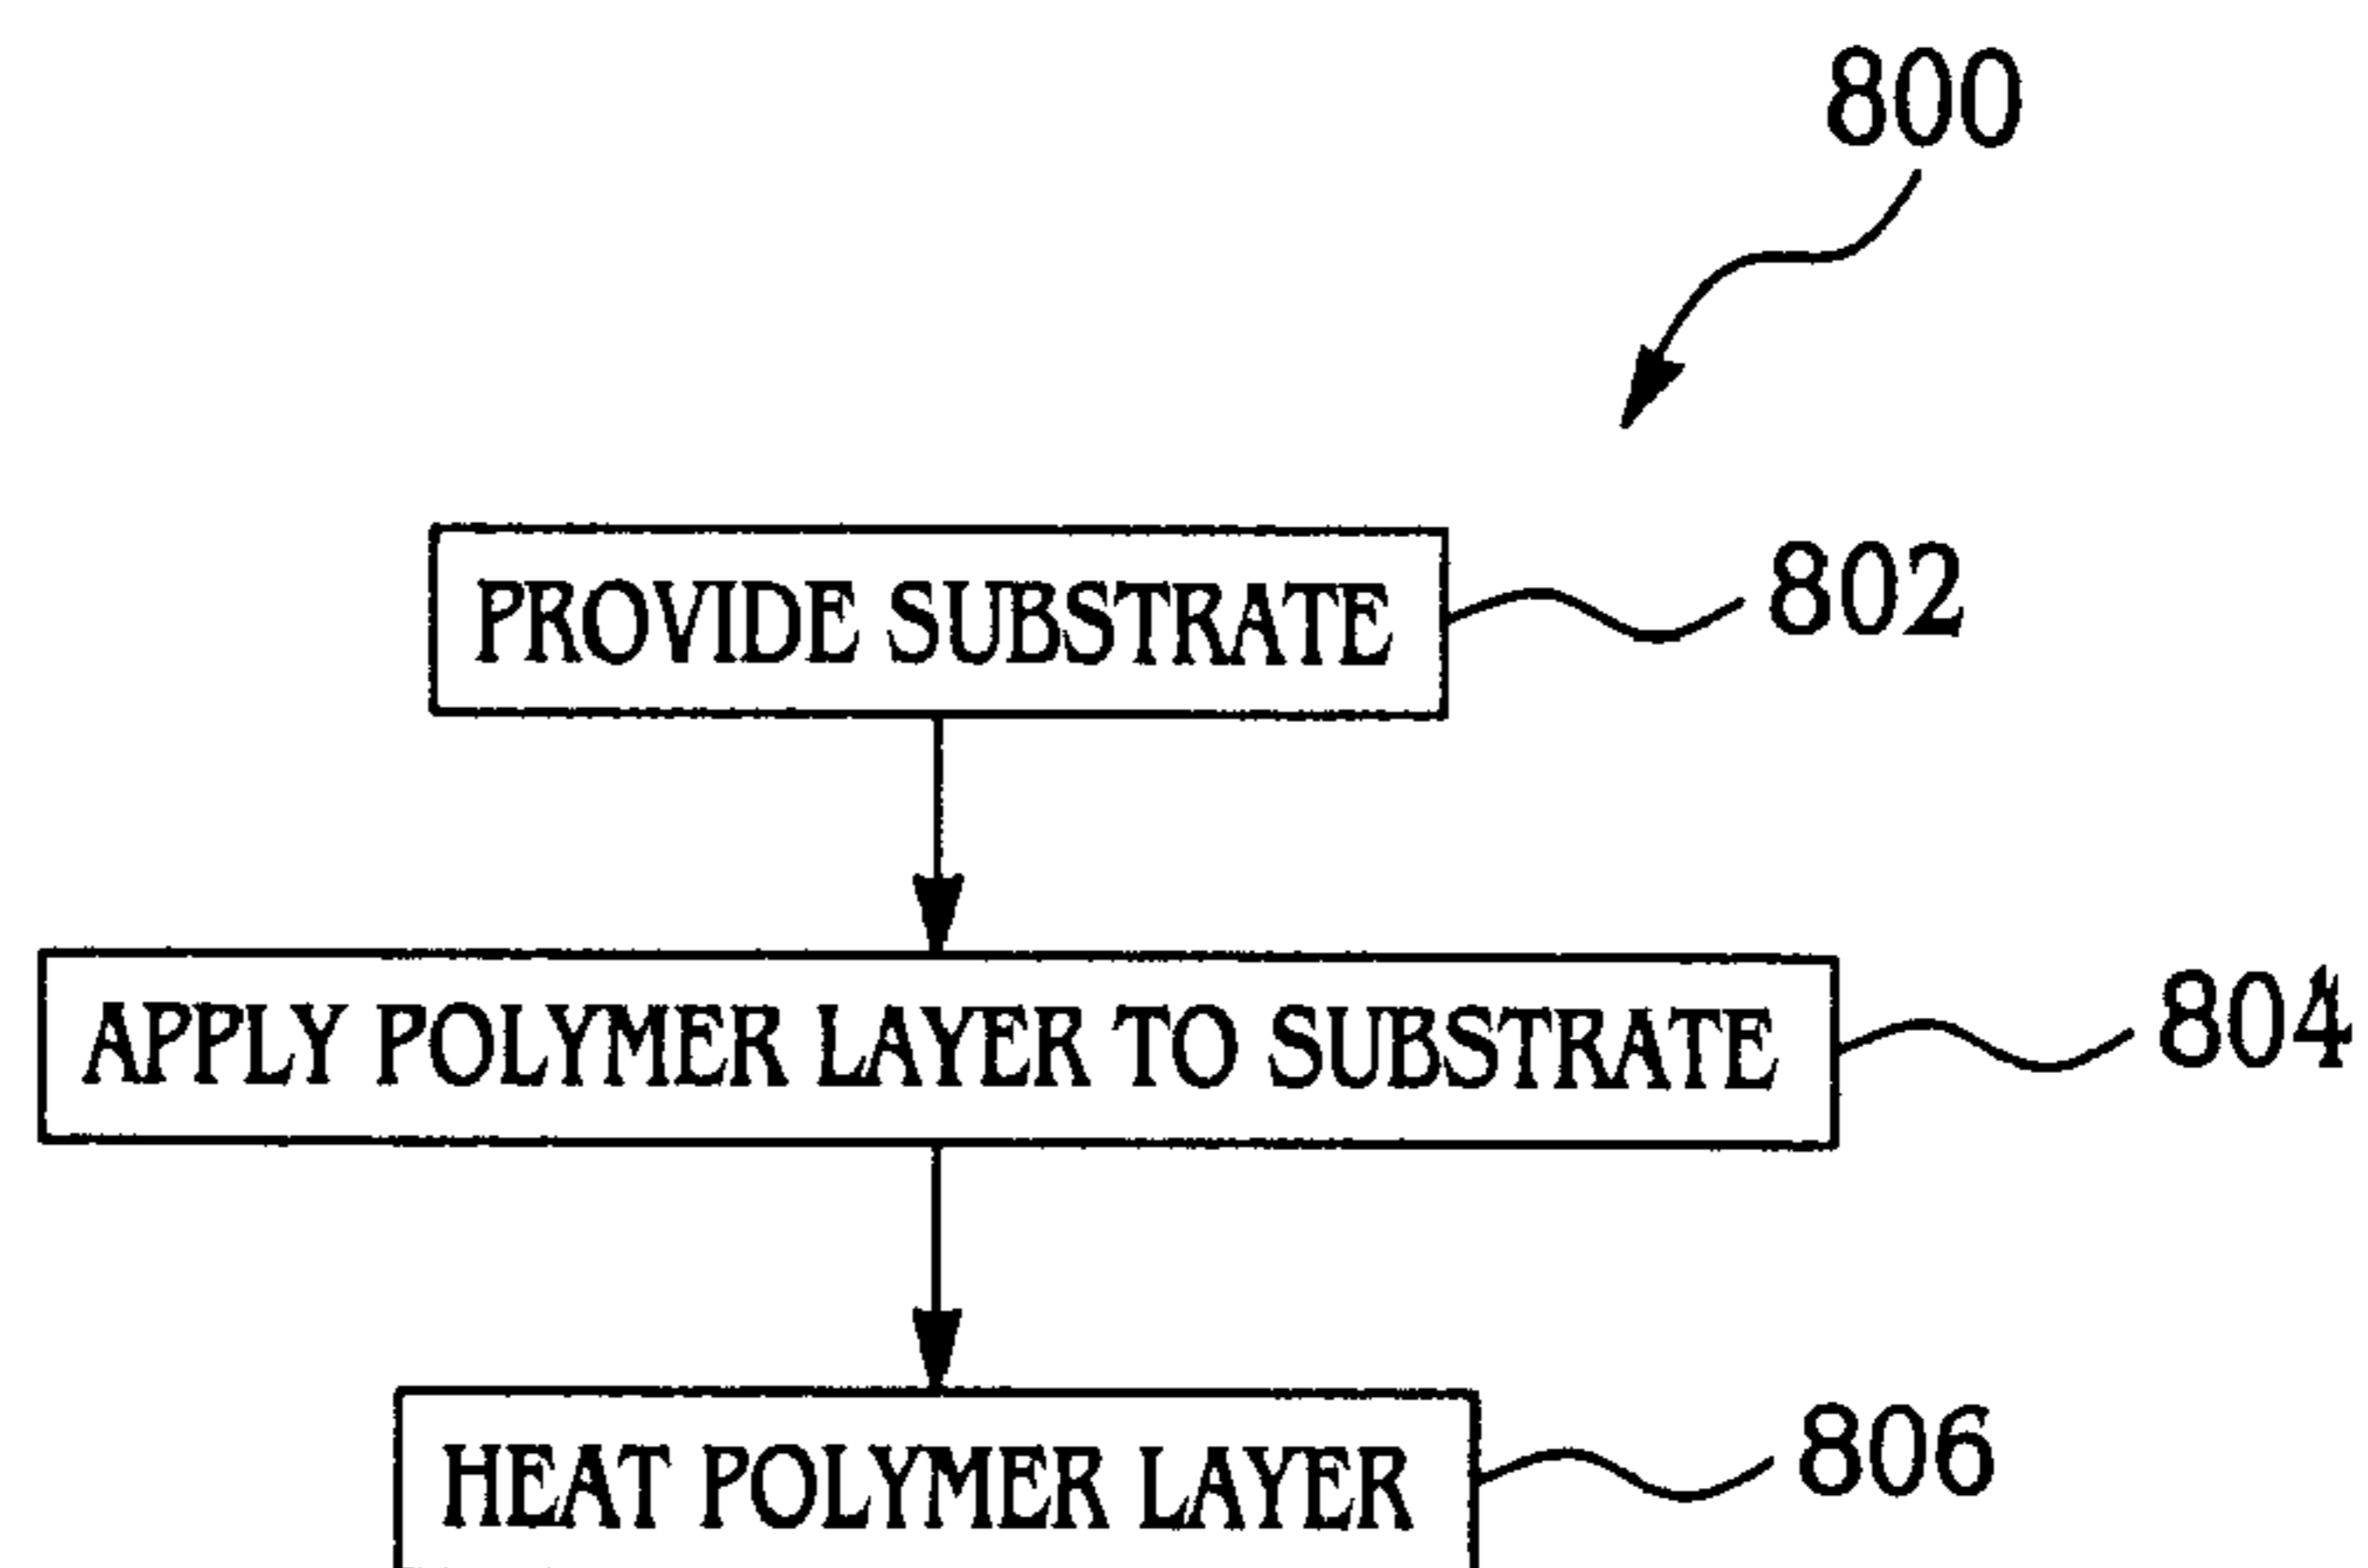 800
PROVIDE SUBSTRATE
802
APPLY POLYMER LAYER TO SUBSTRATE
804
HEAT POLYMER LAYER
806